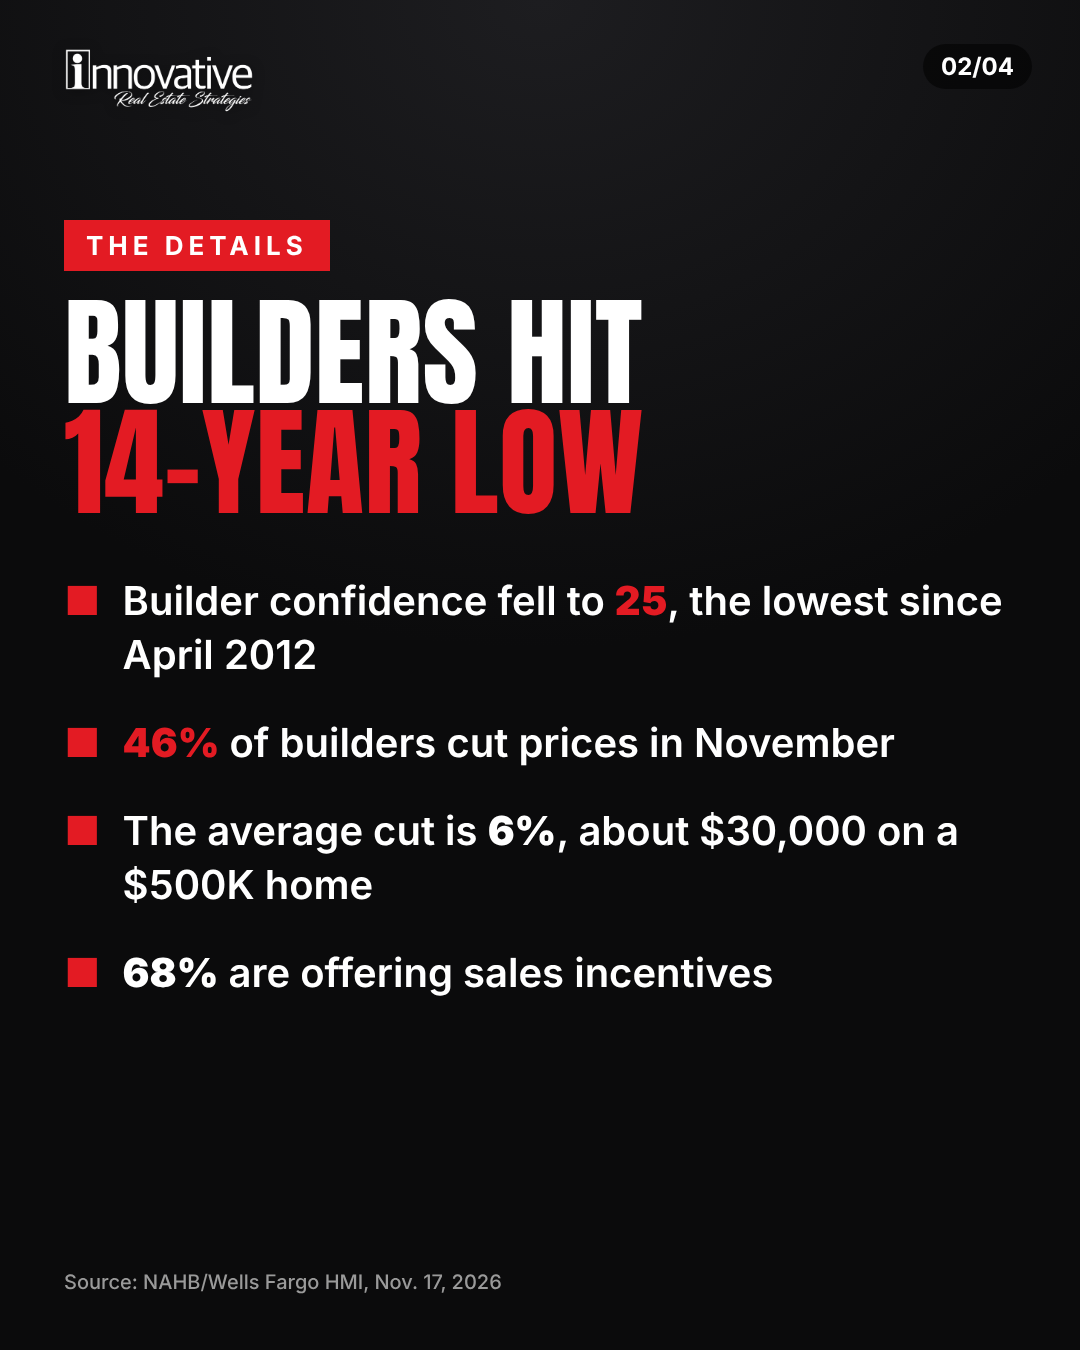 innovative
Real Estate Strategies
02/04
THE DETAILS
BUILDERS HIT
14-YEAR LOW
Builder confidence fell to 25, the lowest since
April 2012
46% of builders cut prices in November
The average cut is 6%, about $30,000 on a
$500K home
68% are offering sales incentives
Source: NAHB/Wells Fargo HMI, Nov. 17, 2026